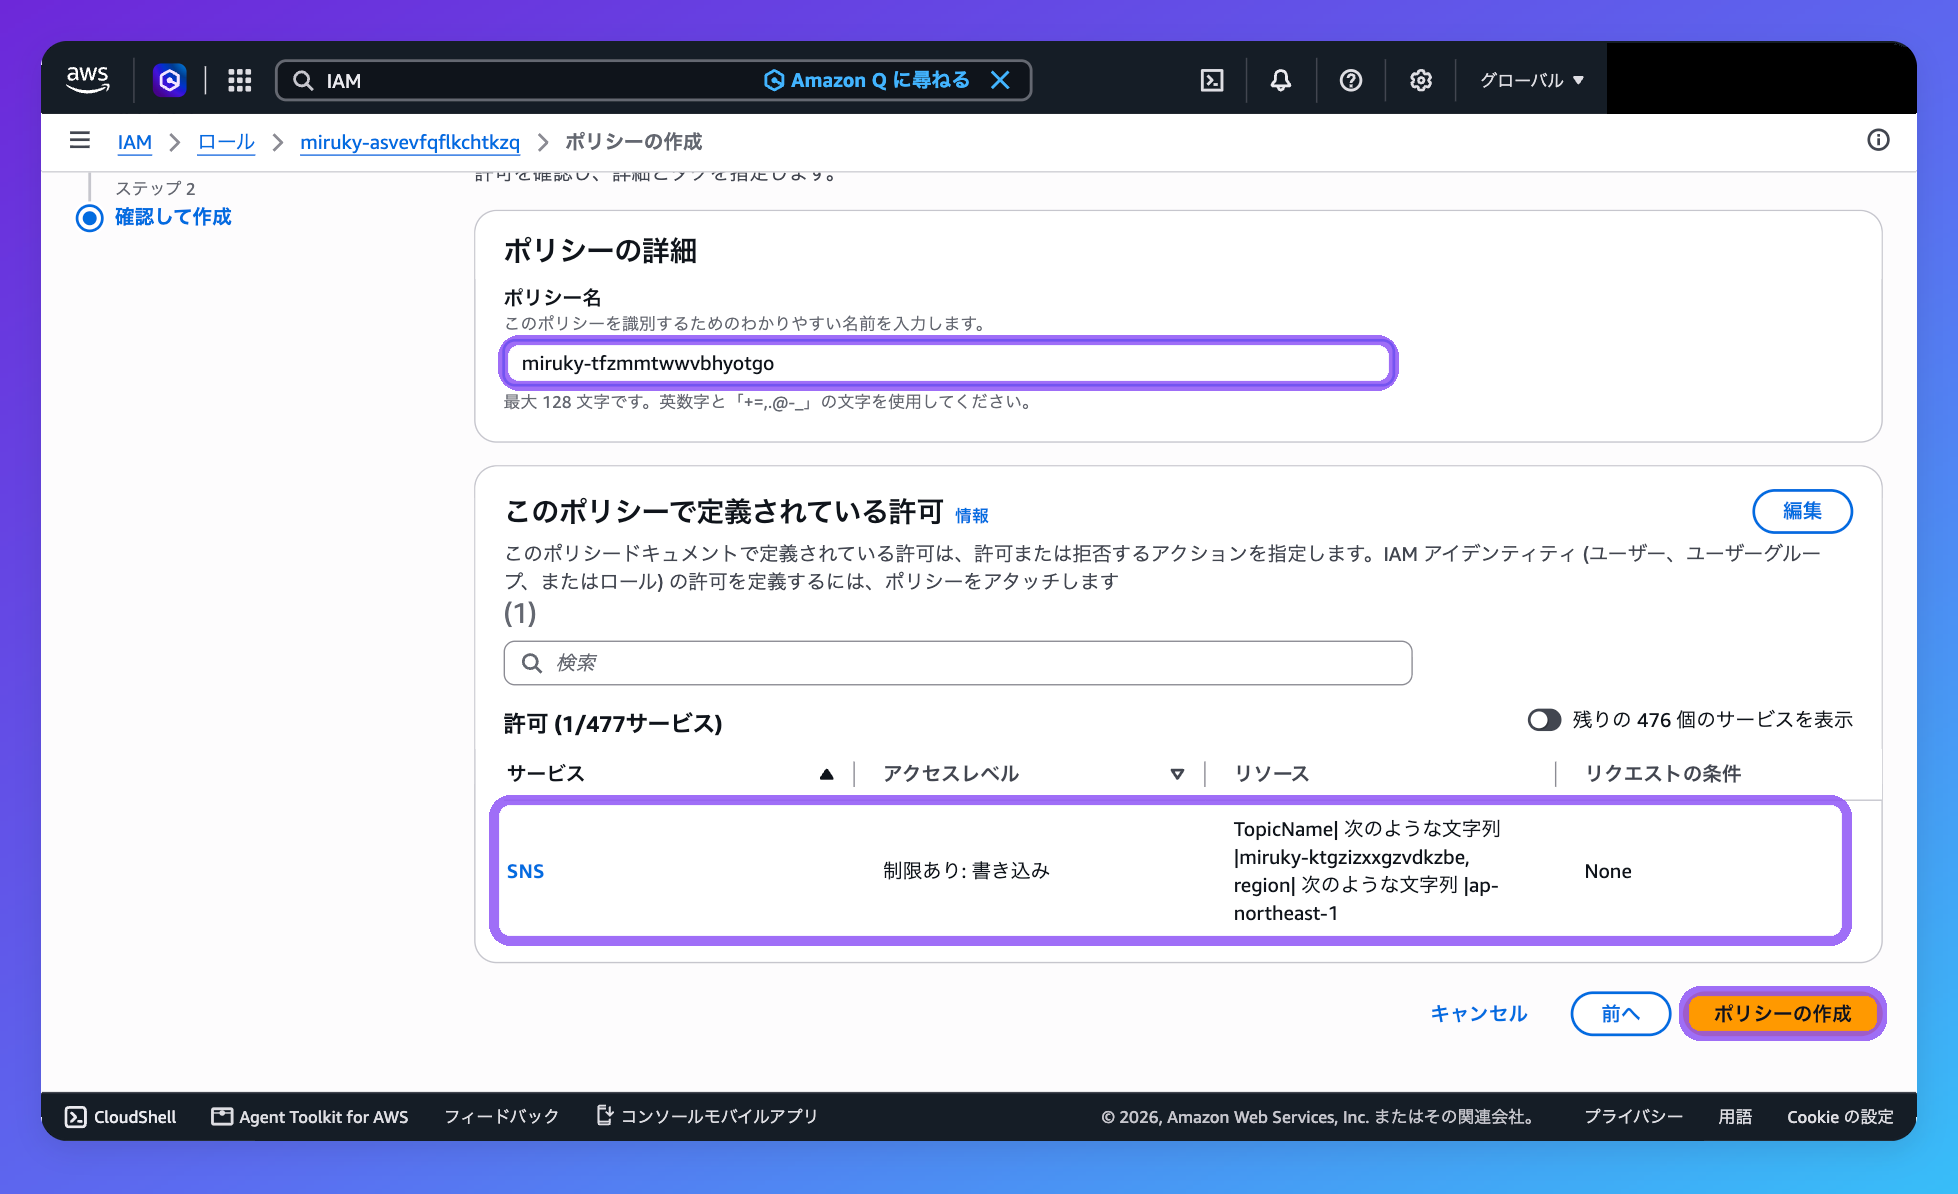 aws
IAM
Amazon Q に尋ねる
グローバル
IAM
ロール
miruky-asvevfqflkchtkzq
ポリシーの作成
ステップ 2
確認して作成
許可を確認し、詳細とタグを指定します。
ポリシーの詳細
ポリシー名
このポリシーを識別するためのわかりやすい名前を入力します。
miruky-tfzmmtwwvbhyotgo
最大 128 文字です。英数字と「+=,.@-_」の文字を使用してください。
このポリシーで定義されている許可 情報
編集
このポリシードキュメントで定義されている許可は、許可または拒否するアクションを指定します。IAM アイデンティティ (ユーザー、ユーザーグルー
プ、またはロール) の許可を定義するには、ポリシーをアタッチします
(1)
検索
許可 (1/477サービス)
残りの 476 個のサービスを表示
サービス
アクセスレベル
リソース
リクエストの条件
SNS
制限あり: 書き込み
TopicName| 次のような文字列
|miruky-ktgzizxxgzvdkzbe,
region| 次のような文字列 |ap-
northeast-1
None
キャンセル
前へ
ポリシーの作成
CloudShell
Agent Toolkit for AWS
フィードバック
コンソールモバイルアプリ
© 2026, Amazon Web Services, Inc. またはその関連会社。
プライバシー
用語
Cookie の設定